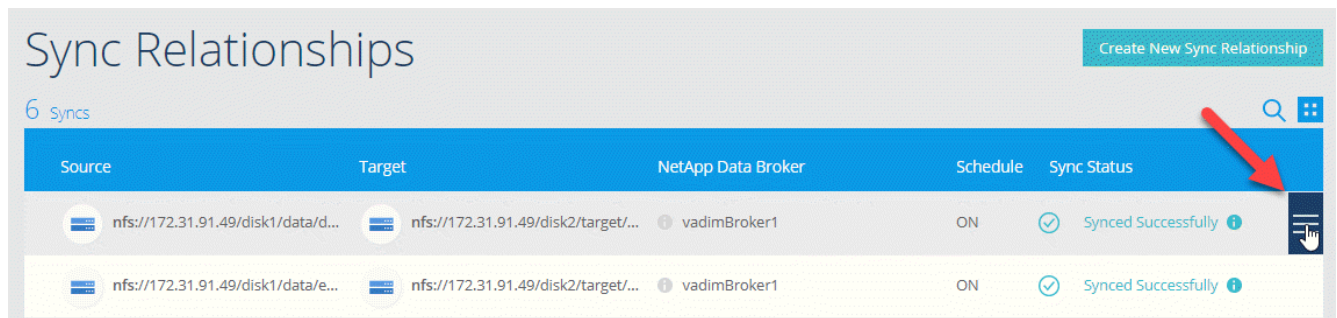 Sync Relationships
Create New Sync Relationship
6 Syncs
Source Target NetApp Data Broker Schedule Sync Status
nfs://172.31.91.49/disk1/data/d... nfs://172.31.91.49/disk2/target/... vadimBroker1 ON Synced Successfully
nfs://172.31.91.49/disk1/data/e... nfs://172.31.91.49/disk2/target/... vadimBroker1 ON Synced Successfully